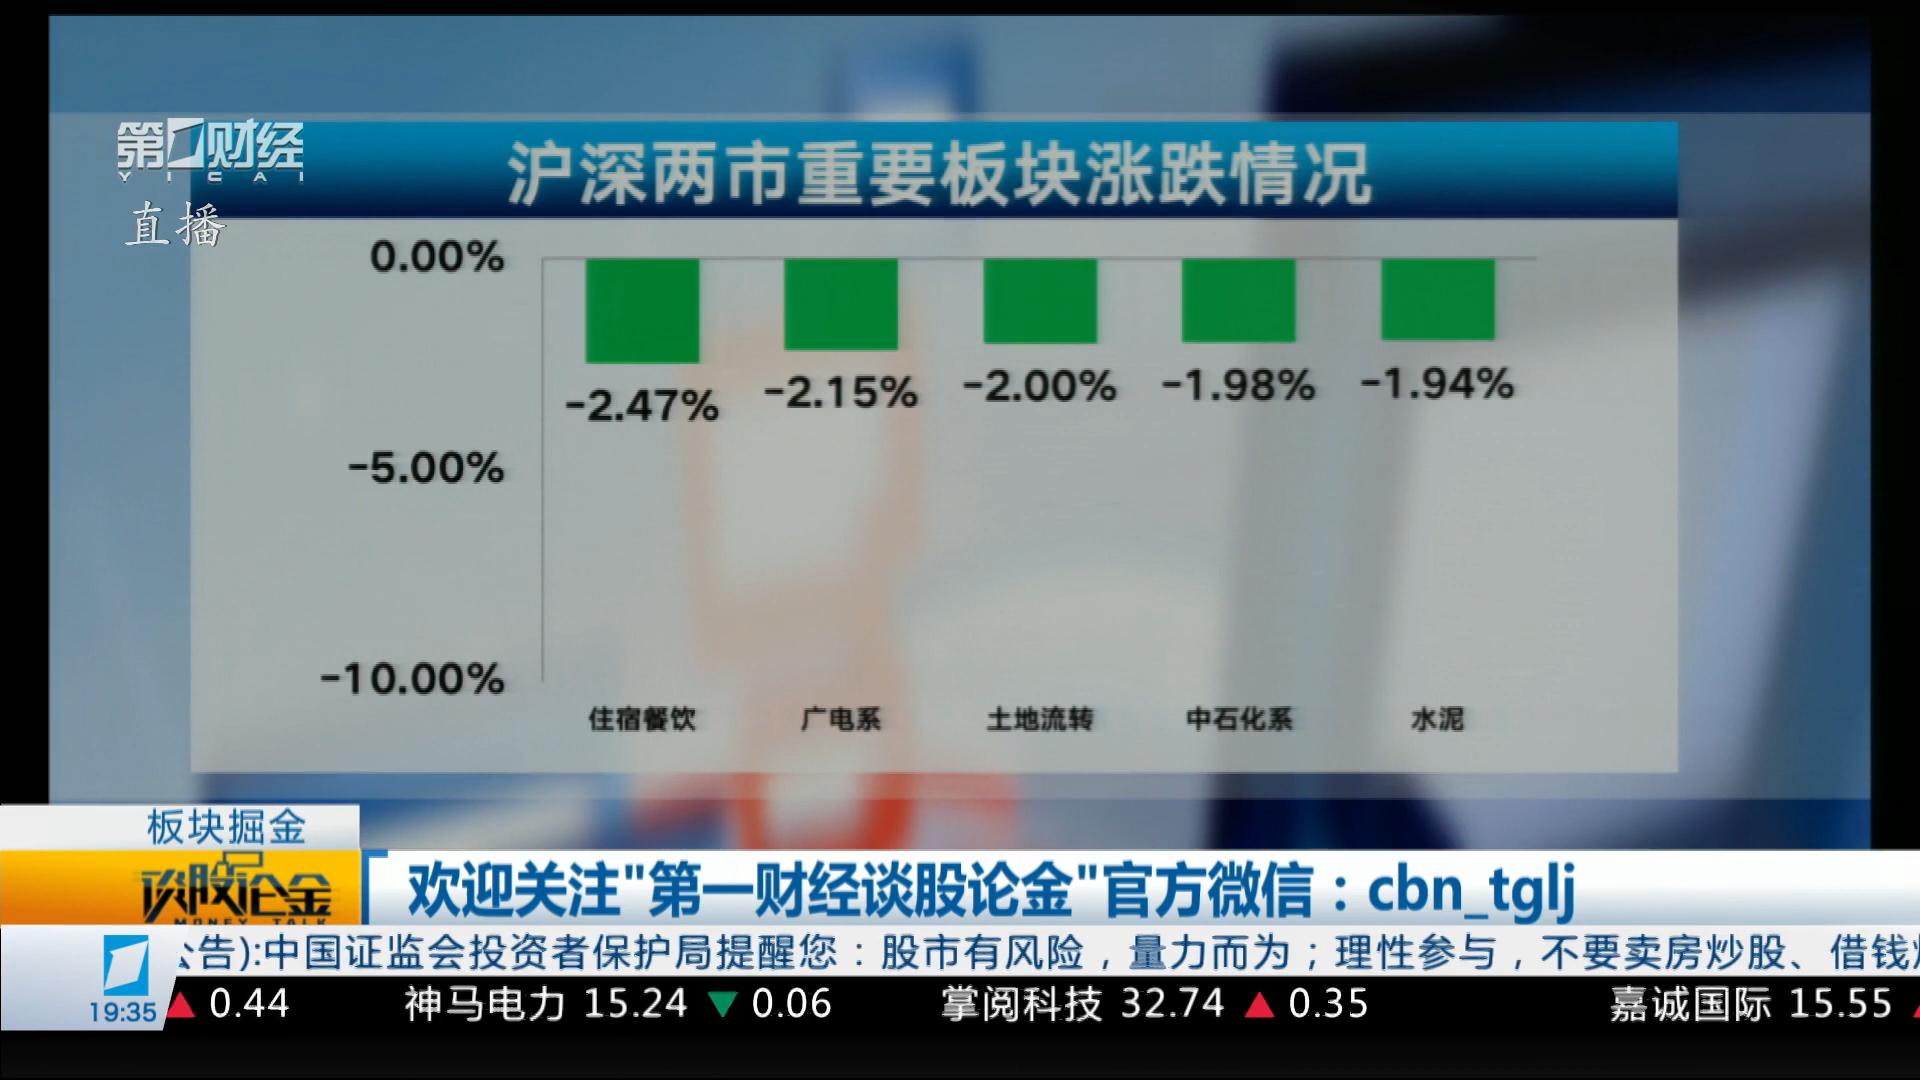 第1财经
YICAI
直播
沪深两市重要板块涨跌情况
0.00%
-5.00%
-10.00%
-2.47% -2.15% -2.00% -1.98% -1.94%
住宿餐饮 广电系 土地流转 中石化系 水泥
板块掘金
谈股论金
MONEY TALK
欢迎关注"第一财经谈股论金"官方微信：cbn_tglj
公告):中国证监会投资者保护局提醒您：股市有风险，量力而为；理性参与，不要卖房炒股、借钱
19:35
▲ 0.44 神马电力 15.24 ▼ 0.06 掌阅科技 32.74 ▲ 0.35 嘉诚国际 15.55